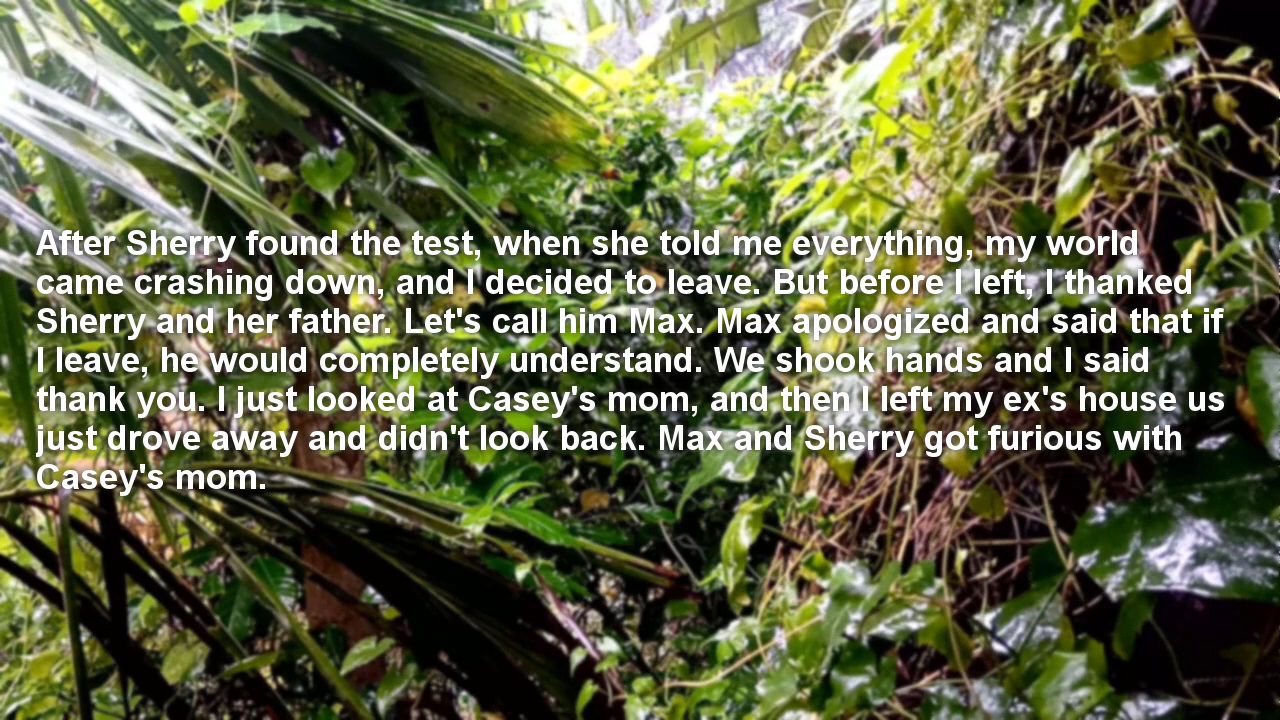 After Sherry found the test, when she told me everything, my world
came crashing down, and I decided to leave. But before I left, I thanked
Sherry and her father. Let's call him Max. Max apologized and said that if
I leave, he would completely understand. We shook hands and I said
thank you. I just looked at Casey's mom, and then I left my ex's house us
just drove away and didn't look back. Max and Sherry got furious with
Casey's mom.